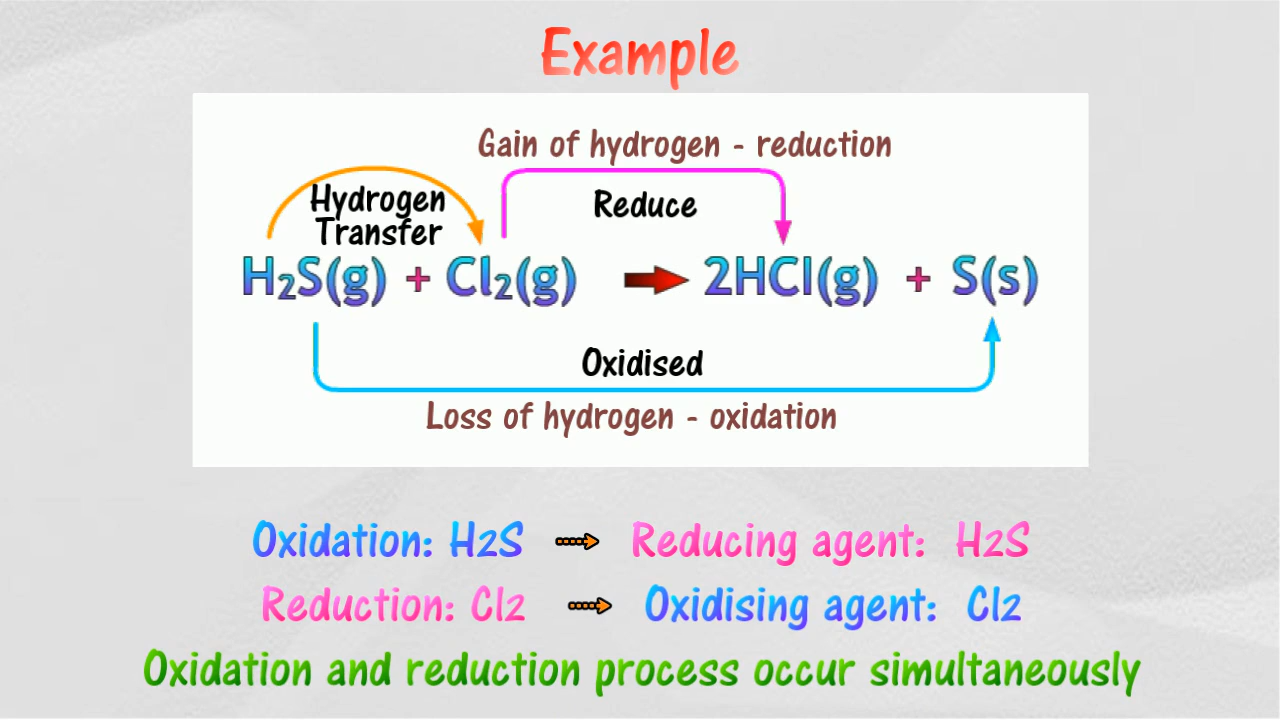 Example
Gain of hydrogen - reduction
Hydrogen
Transfer
Reduce
H₂S(g) + Cl₂(g) 2HCl(g) + S(s)
Oxidised
Loss of hydrogen - oxidation
Oxidation: H2S Reducing agent: H2S
Reduction: Cl2 Oxidising agent: Cl2
Oxidation and reduction process occur simultaneously